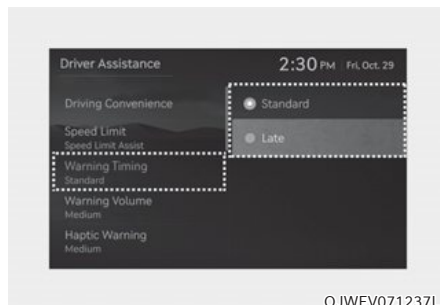 Driver Assistance
2:30 PM Fri, Oct. 29
Driving Convenience
Speed Limit
Speed Limit Assist
Warning Timing
Standard
Warning Volume
Medium
Haptic Warning
Medium
Standard
Late
OJWEV071237L